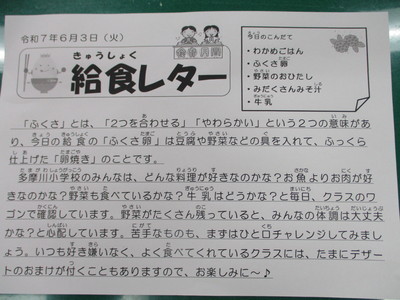 令和7年6月3日（火）
きゅうしょく
給食レター
今日のこんだて
・わかめごはん
・ふくさ卵
・野菜のおひたし
・みだくさんみそ汁
・牛乳
「ふくさ」とは、「2つを合わせる」「やわらかい」という2つの意味があ
り、今日の給食の「ふくさ卵」は豆腐や野菜などの具を入れて、ふっくら
仕上げた「卵焼き」のことです。
多摩川小学校のみんなは、どんな料理が好きなのかな？お魚よりお肉が好
きなのかな？野菜も食べているかな？牛乳はどうかな？と毎日、クラスのワ
ゴンで確認しています。野菜がたくさん残っていると、みんなの体調は大丈夫
かな？と心配しています。苦手なものも、まずはひと口チャレンジしてみましょ
う。いつも好き嫌いなく、よく食べてくれているクラスには、たまにデザー
トのおまけが付くこともありますので、お楽しみに〜♪